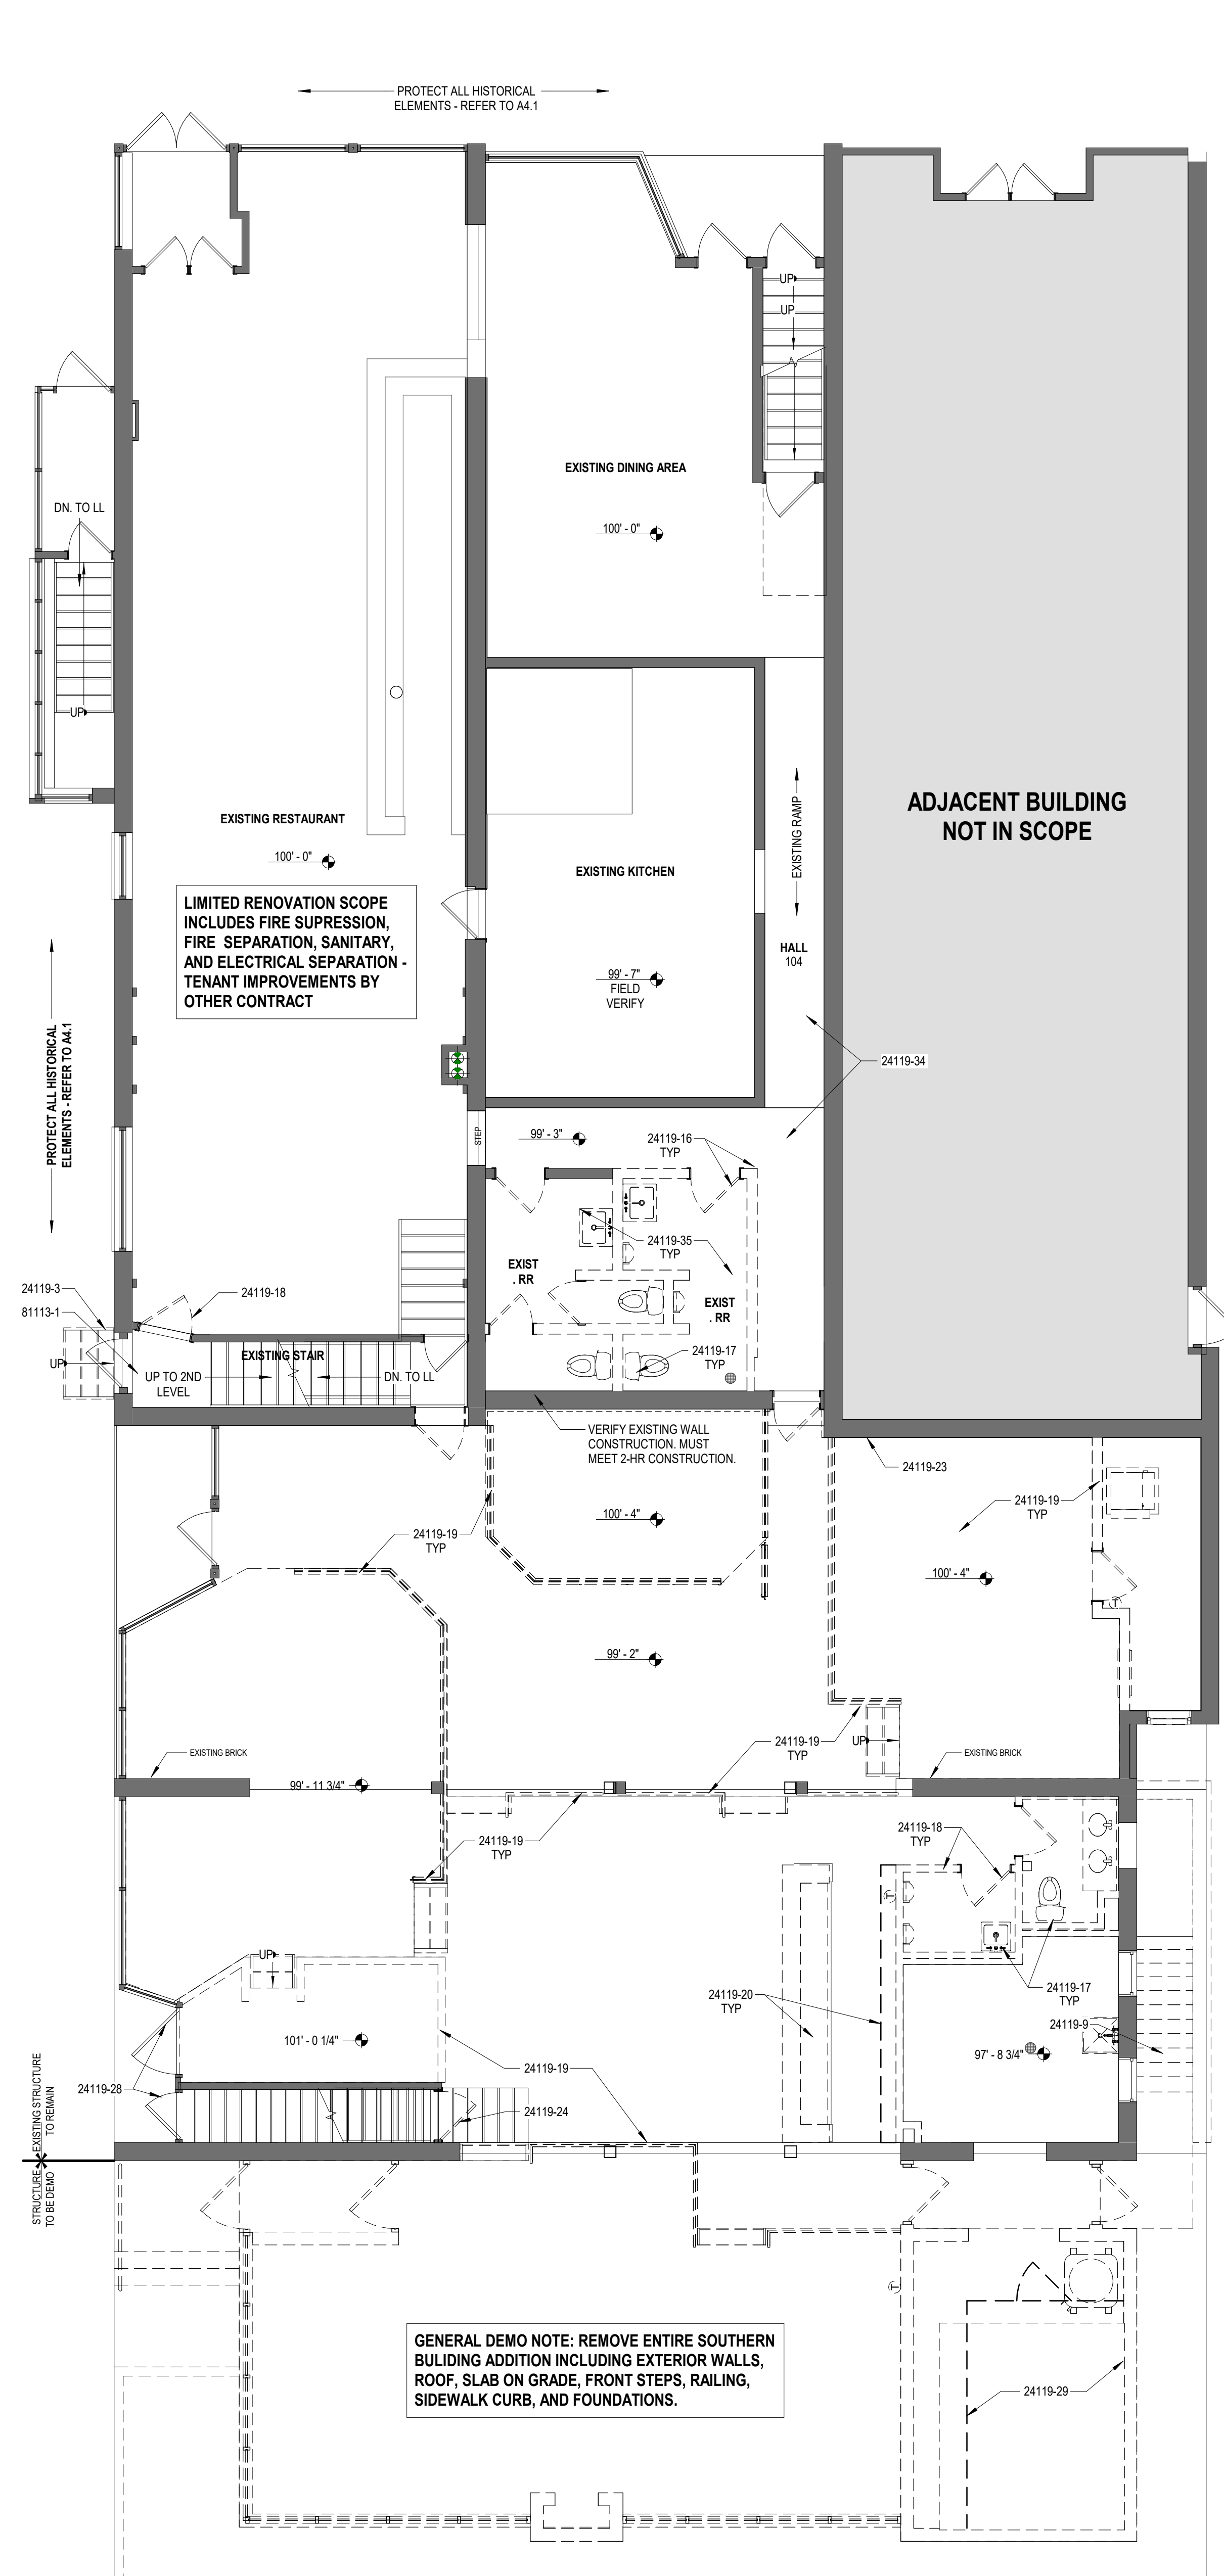 PROTECT ALL HISTORICAL
ELEMENTS - REFER TO A4.1
UP
UP
DN. TO LL
UP
EXISTING DINING AREA
100' - 0"
ADJACENT BUILDING
NOT IN SCOPE
EXISTING RAMP
EXISTING RESTAURANT
100' - 0"
EXISTING KITCHEN
LIMITED RENOVATION SCOPE
INCLUDES FIRE SUPRESSION,
FIRE SEPARATION, SANITARY,
AND ELECTRICAL SEPARATION -
TENANT IMPROVEMENTS BY
OTHER CONTRACT
HALL
104
99' - 7"
FIELD
VERIFY
PROTECT ALL HISTORICAL
ELEMENTS - REFER TO A4.1
24119-34
STEP
99' - 3"
24119-16
TYP
24119-35
TYP
EXIST
. RR
EXIST
. RR
24119-3
81113-1
24119-18
UP
EXISTING STAIR
UP TO 2ND
LEVEL
DN. TO LL
24119-17
TYP
VERIFY EXISTING WALL
CONSTRUCTION. MUST
MEET 2-HR CONSTRUCTION.
24119-23
24119-19
TYP
100' - 4"
24119-19
TYP
100' - 4"
T
99' - 2"
24119-19
TYP
UP
EXISTING BRICK
EXISTING BRICK
99' - 11 3/4"
24119-19
TYP
24119-18
TYP
T
UP
24119-20
TYP
24119-17
TYP
24119-9
101' - 0 1/4"
97' - 8 3/4"
24119-19
24119-28
24119-24
EXISTING STRUCTURE
TO REMAIN
STRUCTURE
TO BE DEMO
T
GENERAL DEMO NOTE: REMOVE ENTIRE SOUTHERN
BULIDING ADDITION INCLUDING EXTERIOR WALLS,
ROOF, SLAB ON GRADE, FRONT STEPS, RAILING,
SIDEWALK CURB, AND FOUNDATIONS.
24119-29